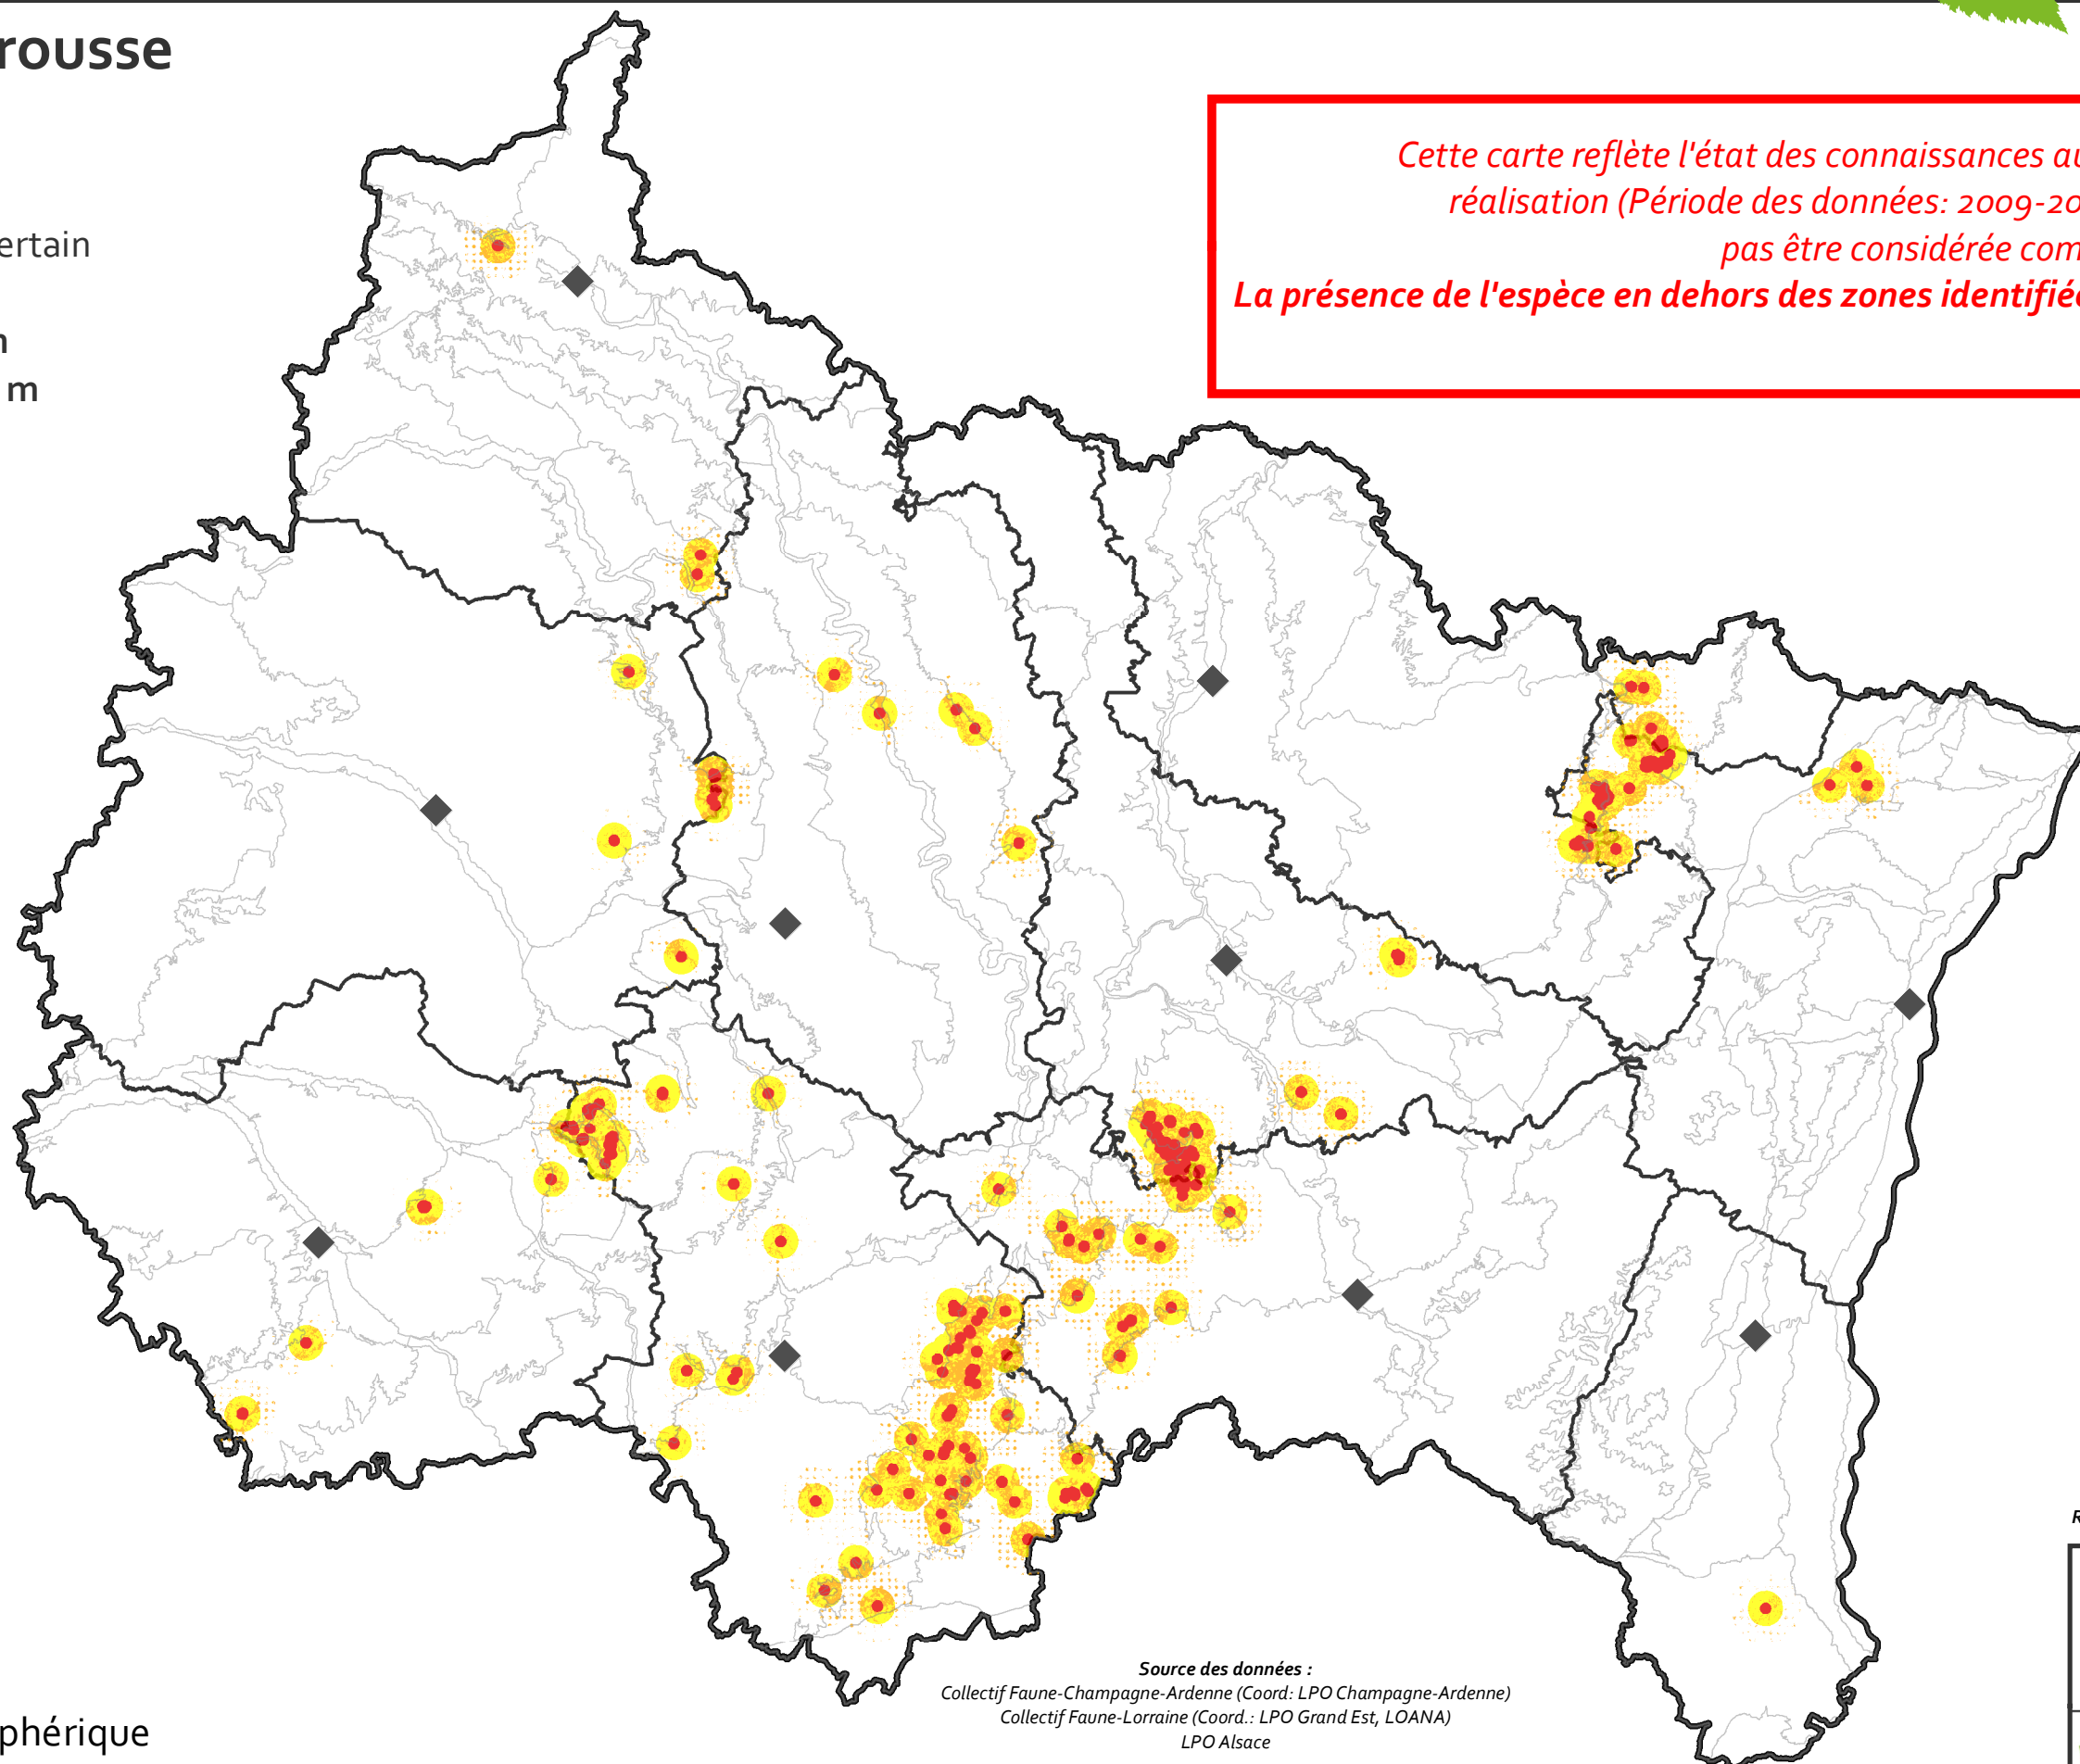 rousse
ertain
n
m
Cette carte reflète l'état des connaissances au
réalisation (Période des données: 2009-20
pas être considérée com
La présence de l'espèce en dehors des zones identifiée
R
Source des données :
Collectif Faune-Champagne-Ardenne (Coord: LPO Champagne-Ardenne)
Collectif Faune-Lorraine (Coord.: LPO Grand Est, LOANA)
LPO Alsace
phérique